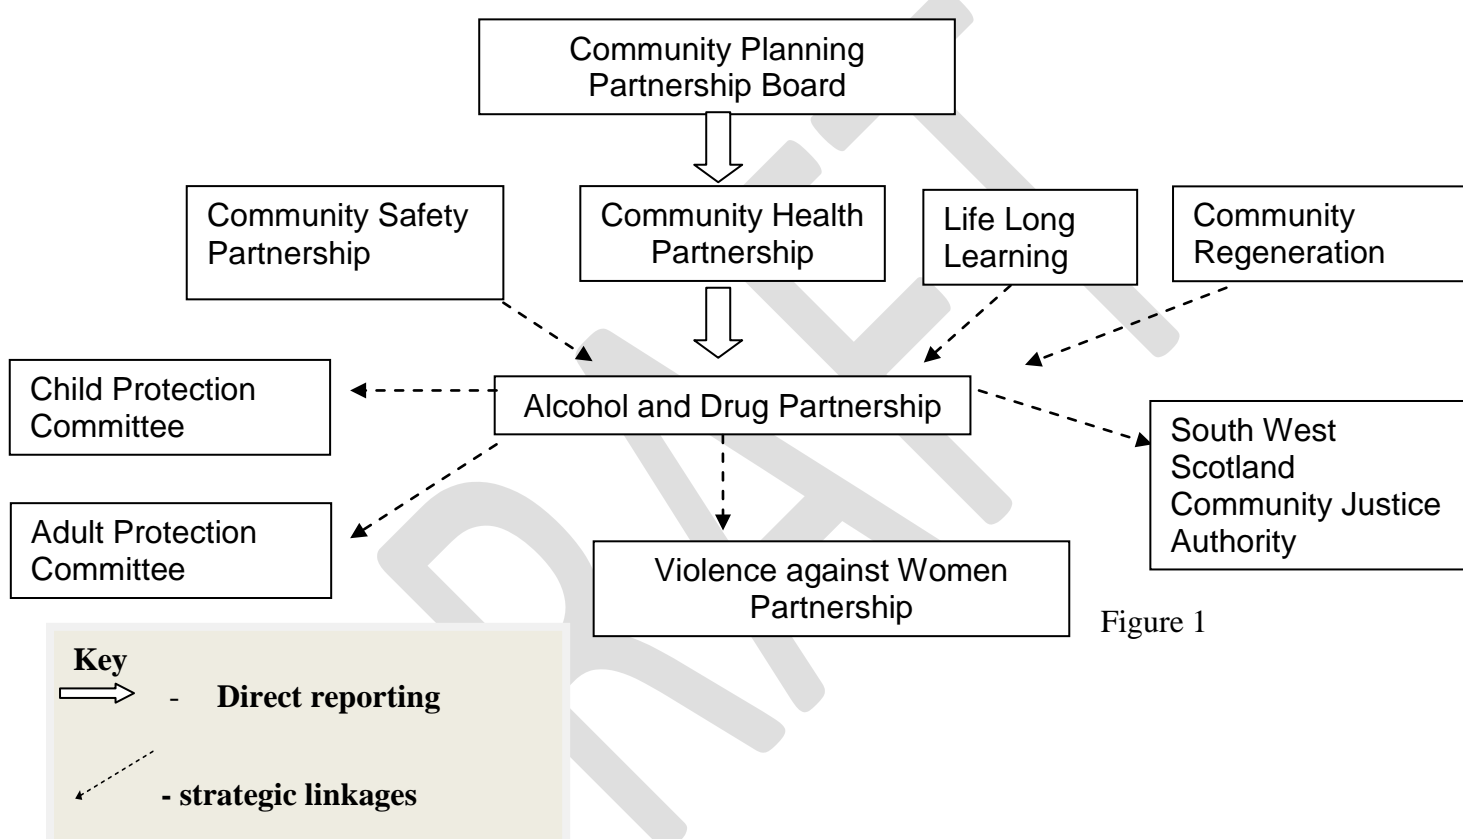 Community Planning
Partnership Board
Community Safety
Partnership
Community Health
Partnership
Life Long
Learning
Community
Regeneration
Child Protection
Committee
Alcohol and Drug Partnership
South West
Scotland
Community Justice
Authority
Adult Protection
Committee
Violence against Women
Partnership
Figure 1
Key
- Direct reporting
- strategic linkages
DRAFT